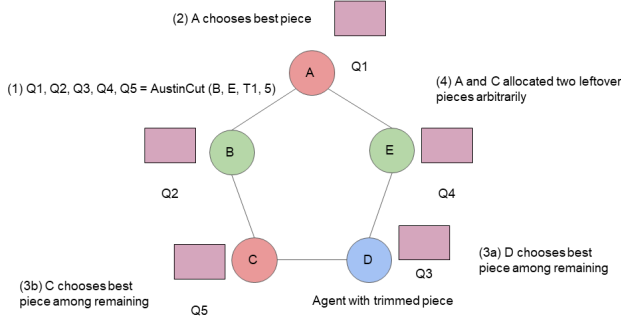 (2) A chooses best piece
A
Q1
(1) Q1, Q2, Q3, Q4, Q5 = AustinCut (B, E, T1, 5)
(4) A and C allocated two leftover
pieces arbitrarily
B
E
Q2
Q4
C
D
(3b) C chooses best
piece among remaining
Q5
Q3
(3a) D chooses best
piece among remaining
Agent with trimmed piece